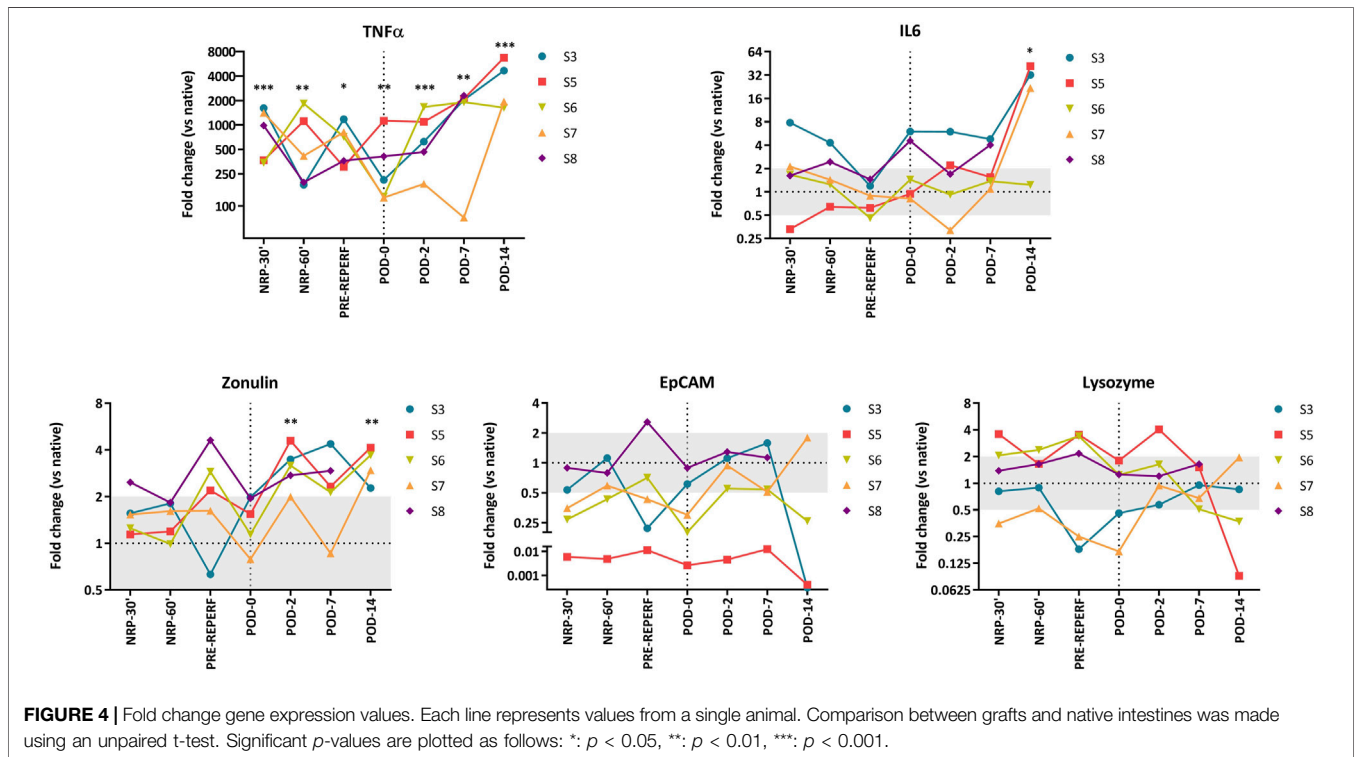 TNFα
Fold change (vs native)
8000
4000
2000
1000
500
250
100
***
**
*
**
***
**
***
NRP-30'
NRP-60'
PRE-REPERF
POD-0
POD-2
POD-7
POD-14
S3
S5
S6
S7
S8
IL6
Fold change (vs native)
64
32
16
8
4
2
1
0.5
0.25
*
NRP-30'
NRP-60'
PRE-REPERF
POD-0
POD-2
POD-7
POD-14
S3
S5
S6
S7
S8
Zonulin
Fold change (vs native)
8
4
2
1
0.5
**
**
NRP-30'
NRP-60'
PRE-REPERF
POD-0
POD-2
POD-7
POD-14
S3
S5
S6
S7
S8
EpCAM
Fold change (vs native)
4
2
1
0.5
0.25
0.01
0.001
NRP-30'
NRP-60'
PRE-REPERF
POD-0
POD-2
POD-7
POD-14
S3
S5
S6
S7
S8
Lysozyme
Fold change (vs native)
8
4
2
1
0.5
0.25
0.125
0.0625
NRP-30'
NRP-60'
PRE-REPERF
POD-0
POD-2
POD-7
POD-14
S3
S5
S6
S7
S8
FIGURE 4 | Fold change gene expression values. Each line represents values from a single animal. Comparison between grafts and native intestines was made
using an unpaired t-test. Significant p-values are plotted as follows: *: p < 0.05, **: p < 0.01, ***: p < 0.001.